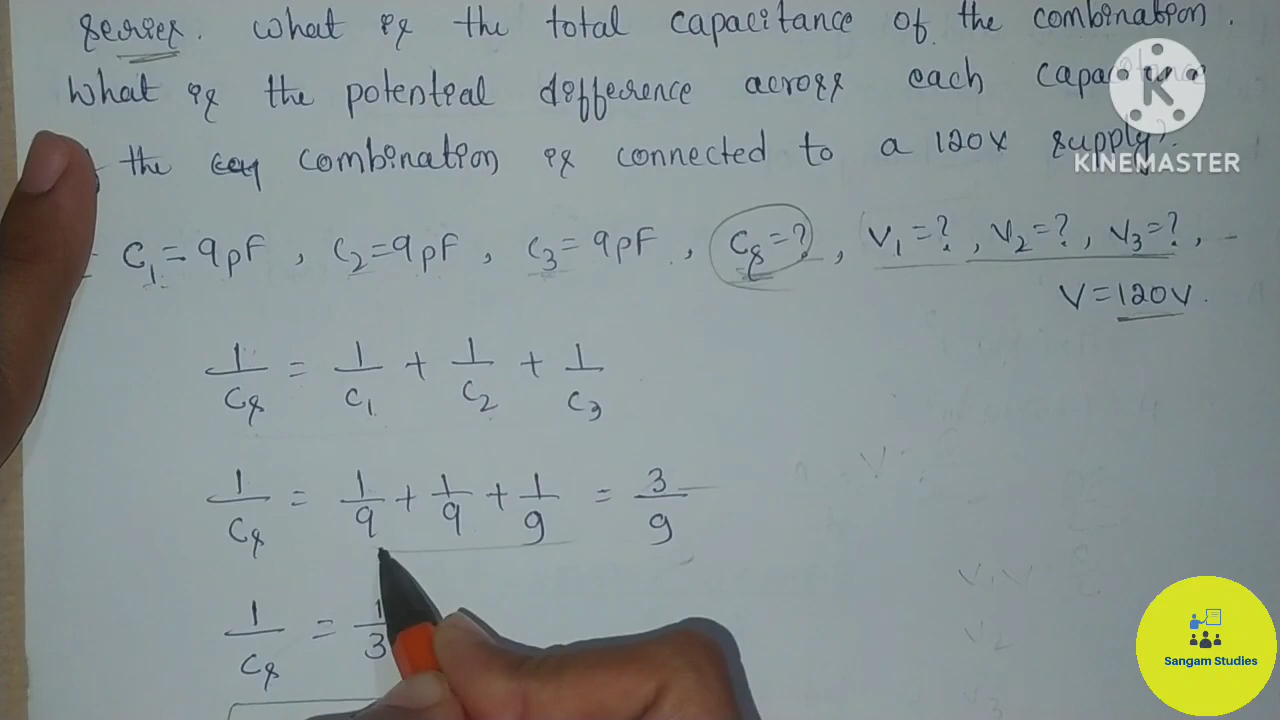 series. What is the total capacitance of the combination.
What is the potential difference across each
the combination is connected to a 120V supply?
KINEMASTER
C₁ = 9pF , C₂ = 9pF , C₃ = 9pF , Cs = ? , V₁ = ? , V₂ = ? , V₃ = ? ,
V = 120V.
1/Cs = 1/C₁ + 1/C₂ + 1/C₃
1/Cs = 1/9 + 1/9 + 1/9 = 3/9
1/Cs = 1/3
Sangam Studies